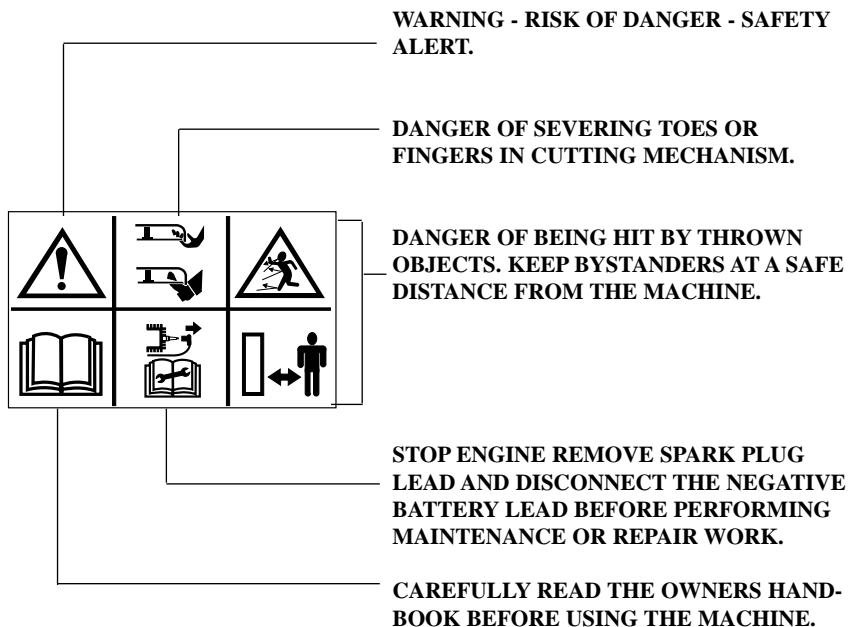 WARNING - RISK OF DANGER - SAFETY
ALERT.
DANGER OF SEVERING TOES OR
FINGERS IN CUTTING MECHANISM.
DANGER OF BEING HIT BY THROWN
OBJECTS. KEEP BYSTANDERS AT A SAFE
DISTANCE FROM THE MACHINE.
STOP ENGINE REMOVE SPARK PLUG
LEAD AND DISCONNECT THE NEGATIVE
BATTERY LEAD BEFORE PERFORMING
MAINTENANCE OR REPAIR WORK.
CAREFULLY READ THE OWNERS HAND-
BOOK BEFORE USING THE MACHINE.